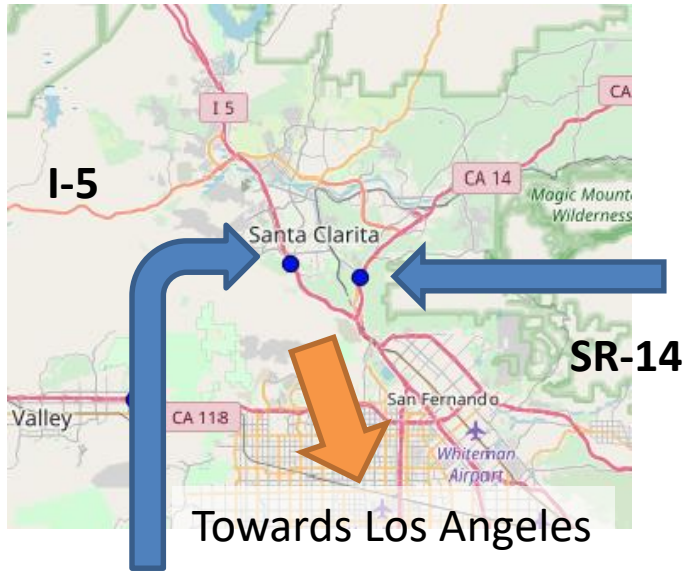 I 5
CA
I-5
CA 14
Magic Mount
Wilderness
Santa Clarita
SR-14
San Fernando
Valley
CA 118
Whiteman
Airport
Towards Los Angeles